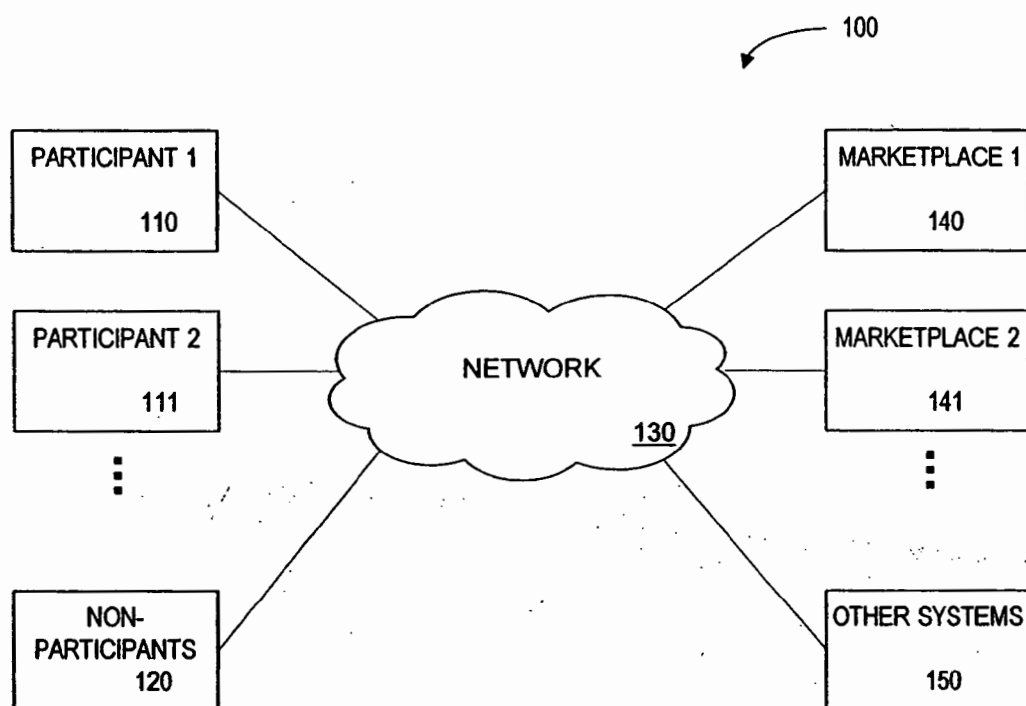 100
PARTICIPANT 1
110
MARKETPLACE 1
140
PARTICIPANT 2
111
NETWORK
130
MARKETPLACE 2
141
NON-
PARTICIPANTS
120
OTHER SYSTEMS
150